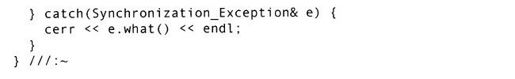 } catch(Synchronization_Exception& e) {
cerr << e.what() << endl;
}
} ///:~